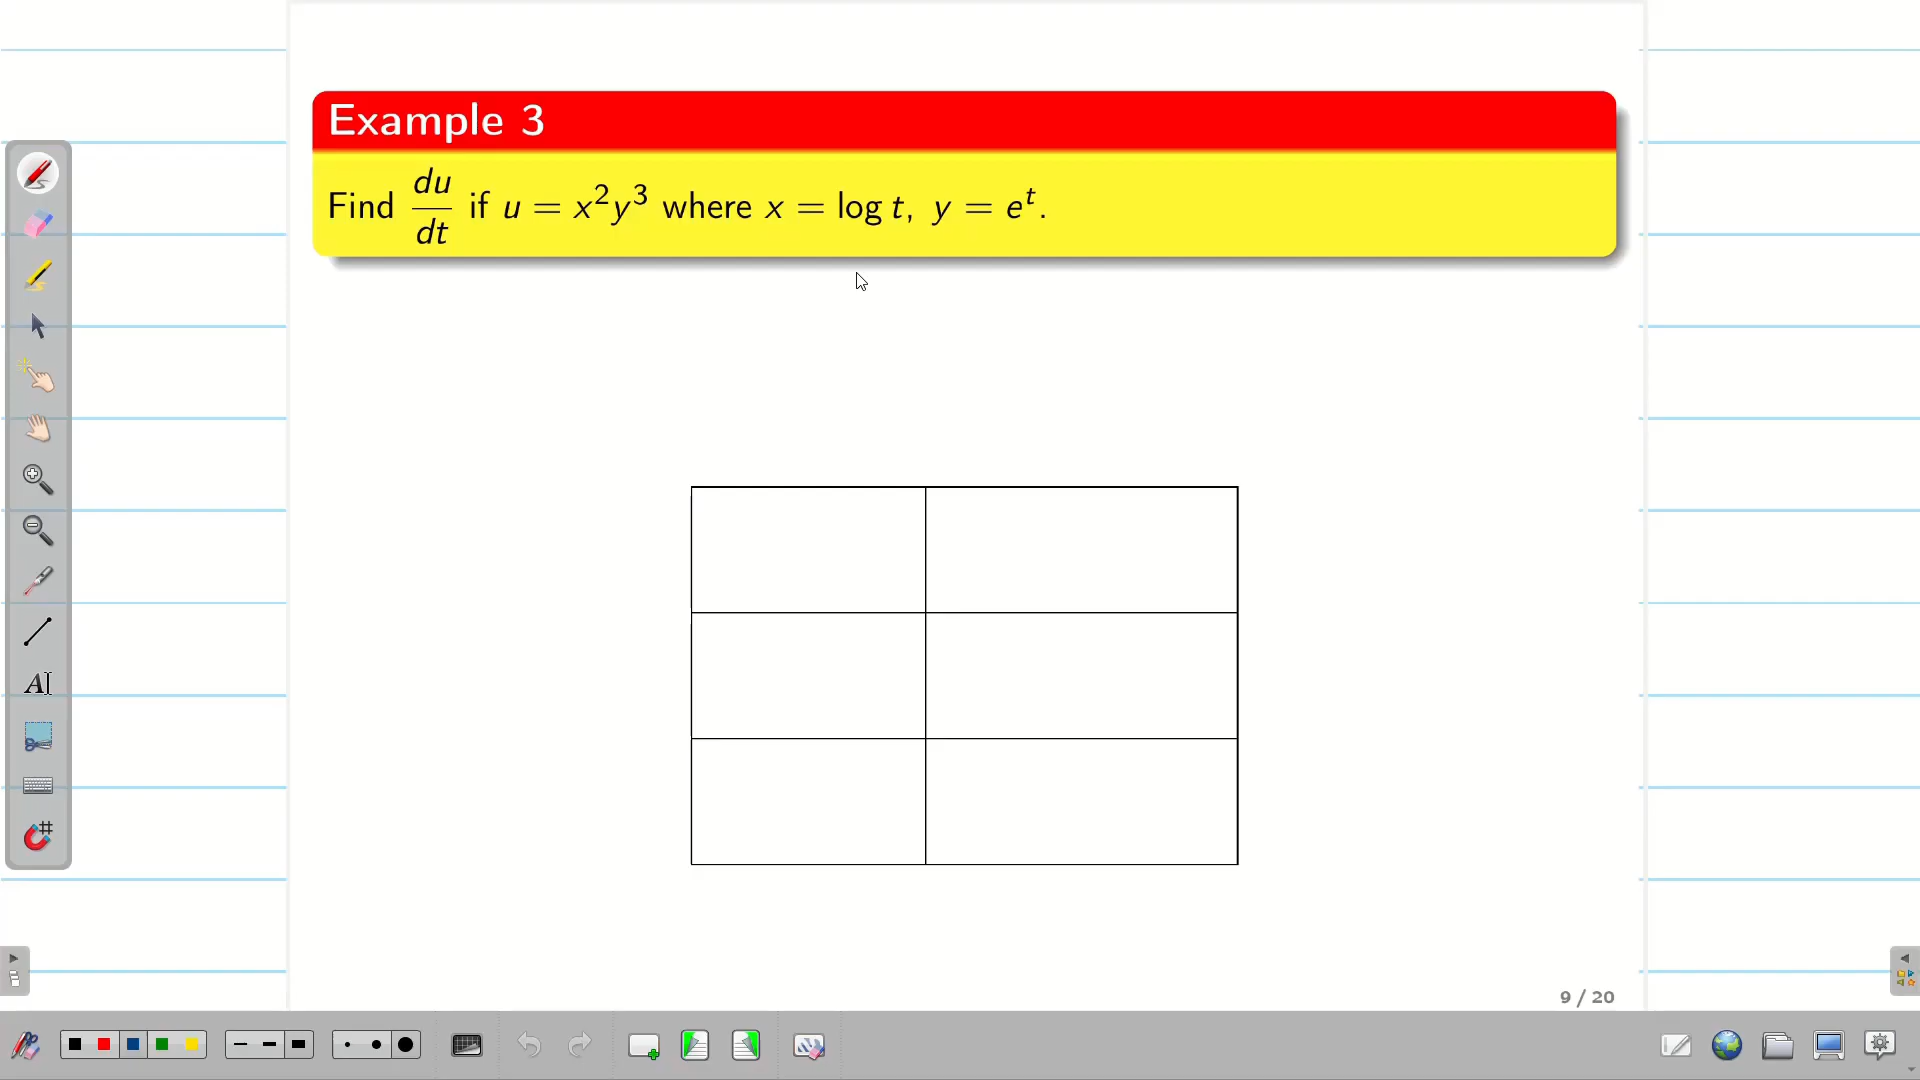 Example 3
Find du/dt if u = x²y³ where x = log t, y = eᵗ.
9 / 20